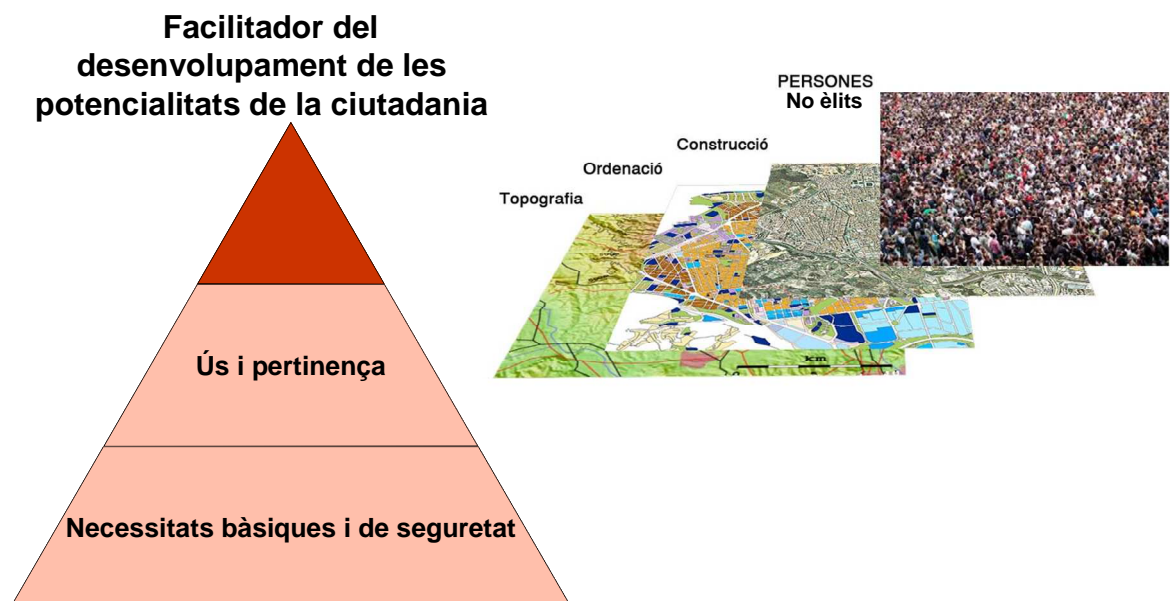 Facilitador del
desenvolupament de les
potencialitats de la ciutadania
Ús i pertinença
Necessitats bàsiques i de seguretat
PERSONES
No èlits
Construcció
Ordenació
Topografia
km